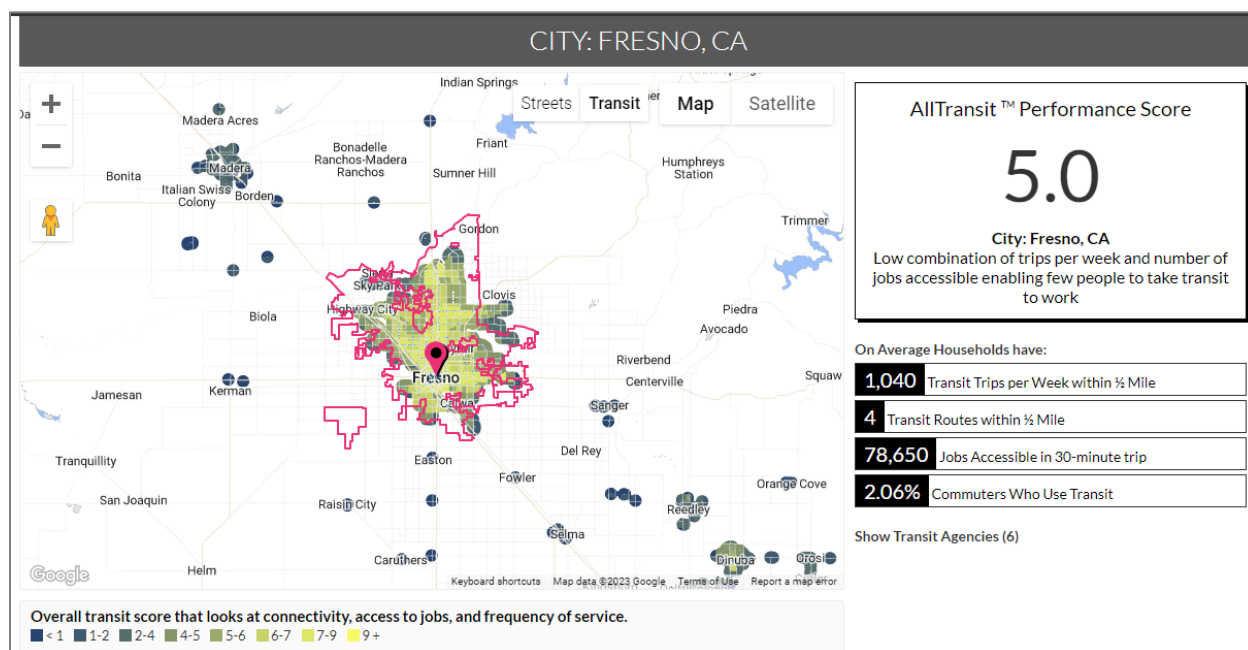 CITY: FRESNO, CA
Indian Springs
Streets
Transit
Map
Satellite
Madera Acres
Friant
Bonadelle
Ranchos-Madera
Ranchos
Humphreys
Station
Madera
Bonita
Sumner Hill
Italian Swiss
Colony
Borden
Trimmer
Gordon
Sky Park
Clovis
Highway City
Biola
Piedra
Avocado
Fresno
Riverbend
Centerville
Squaw
Jamesan
Kerman
Calwa
Sanger
Del Rey
Tranquillity
Easton
Fowler
Orange Cove
San Joaquin
Raisin City
Reedley
Selma
Caruthers
Dinuba
Orosi
Helm
Google
Keyboard shortcuts
Map data ©2023 Google
Terms of Use
Report a map error
Overall transit score that looks at connectivity, access to jobs, and frequency of service.
< 1 1-2 2-4 4-5 5-6 6-7 7-9 9 +
AllTransit ™ Performance Score
5.0
City: Fresno, CA
Low combination of trips per week and number of
jobs accessible enabling few people to take transit
to work
On Average Households have:
1,040 Transit Trips per Week within ½ Mile
4 Transit Routes within ½ Mile
78,650 Jobs Accessible in 30-minute trip
2.06% Commuters Who Use Transit
Show Transit Agencies (6)